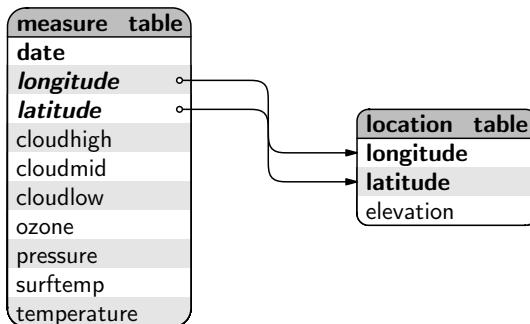 measure table
date
longitude
latitude
cloudhigh
cloudmid
cloudlow
ozone
pressure
surftemp
temperature
location table
longitude
latitude
elevation